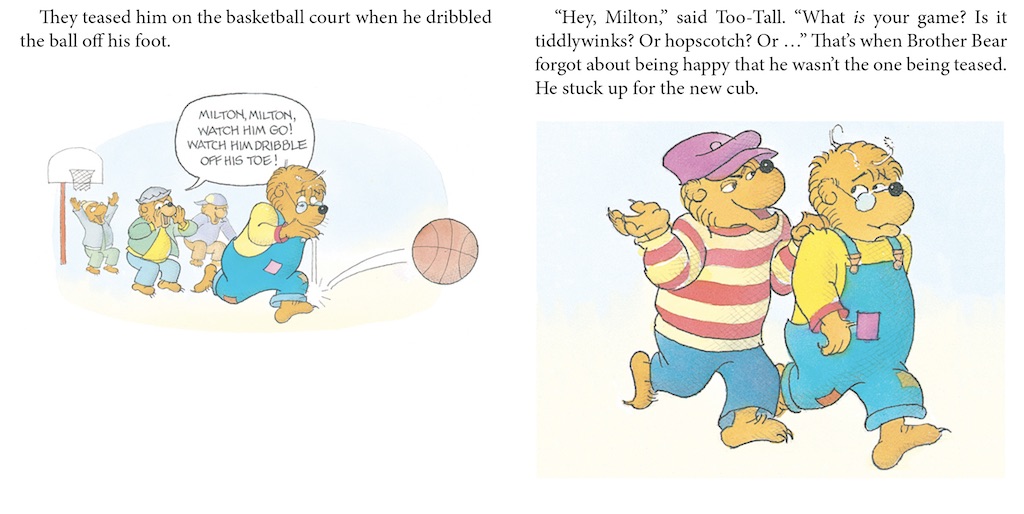 They teased him on the basketball court when he dribbled
the ball off his foot.
MILTON, MILTON,
WATCH HIM GO!
WATCH HIM DRIBBLE
OFF HIS TOE!
“Hey, Milton,” said Too-Tall. “What is your game? Is it
tiddlywinks? Or hopscotch? Or …” That’s when Brother Bear
forgot about being happy that he wasn’t the one being teased.
He stuck up for the new cub.